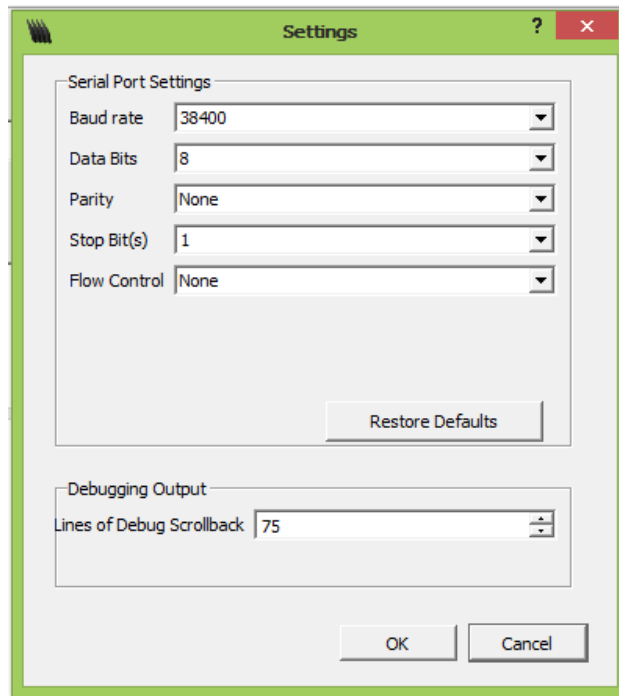 Settings
?
Serial Port Settings
Baud rate 38400
Data Bits 8
Parity None
Stop Bit(s) 1
Flow Control None
Restore Defaults
Debugging Output
Lines of Debug Scrollback 75
OK Cancel